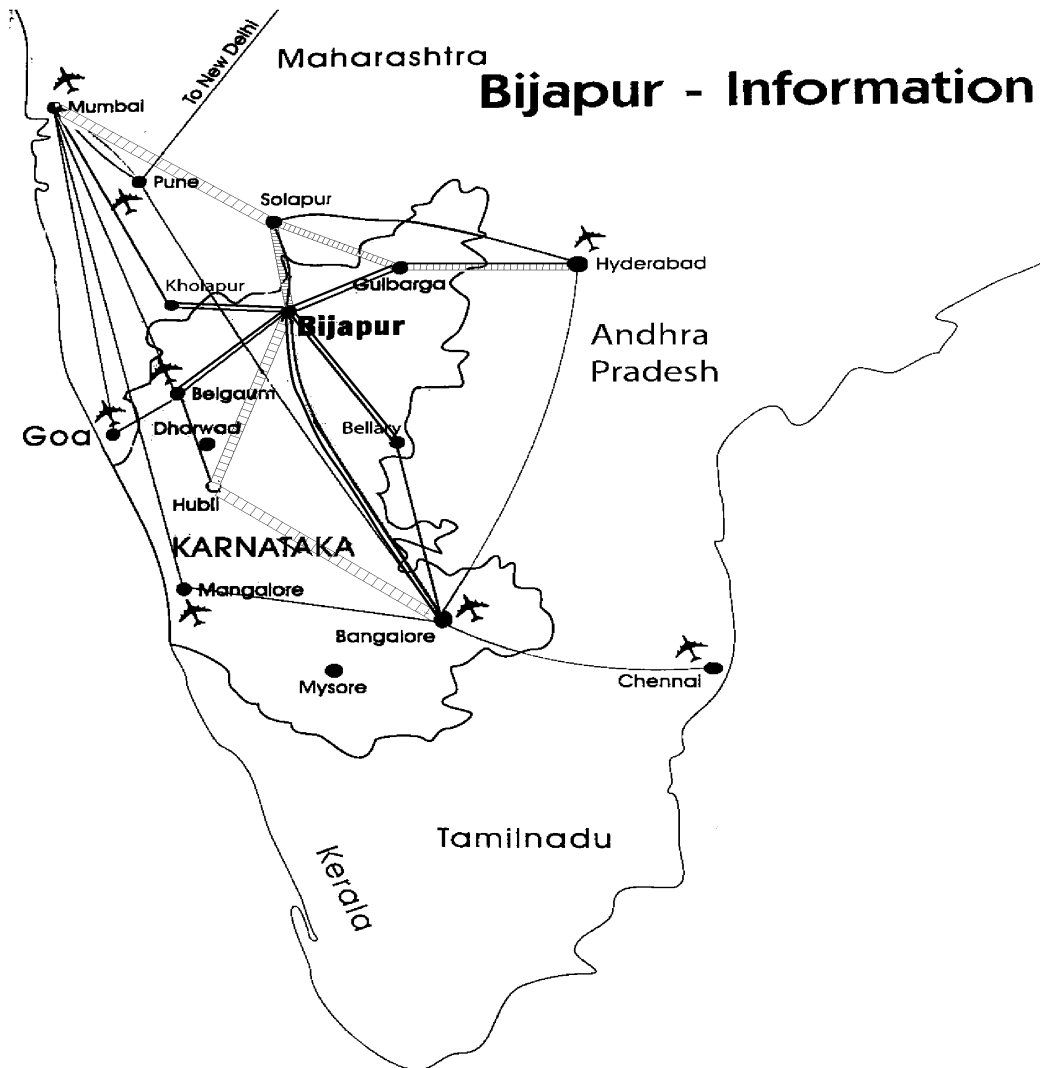 To New Delhi
Maharashtra
Bijapur - Information
Mumbai
Pune
Solapur
Hyderabad
Gulbarga
Kholapur
Bijapur
Andhra
Pradesh
Belgaum
Goa
Dharwad
Bellary
Hubli
KARNATAKA
Mangalore
Bangalore
Chennai
Mysore
Tamilnadu
Kerala